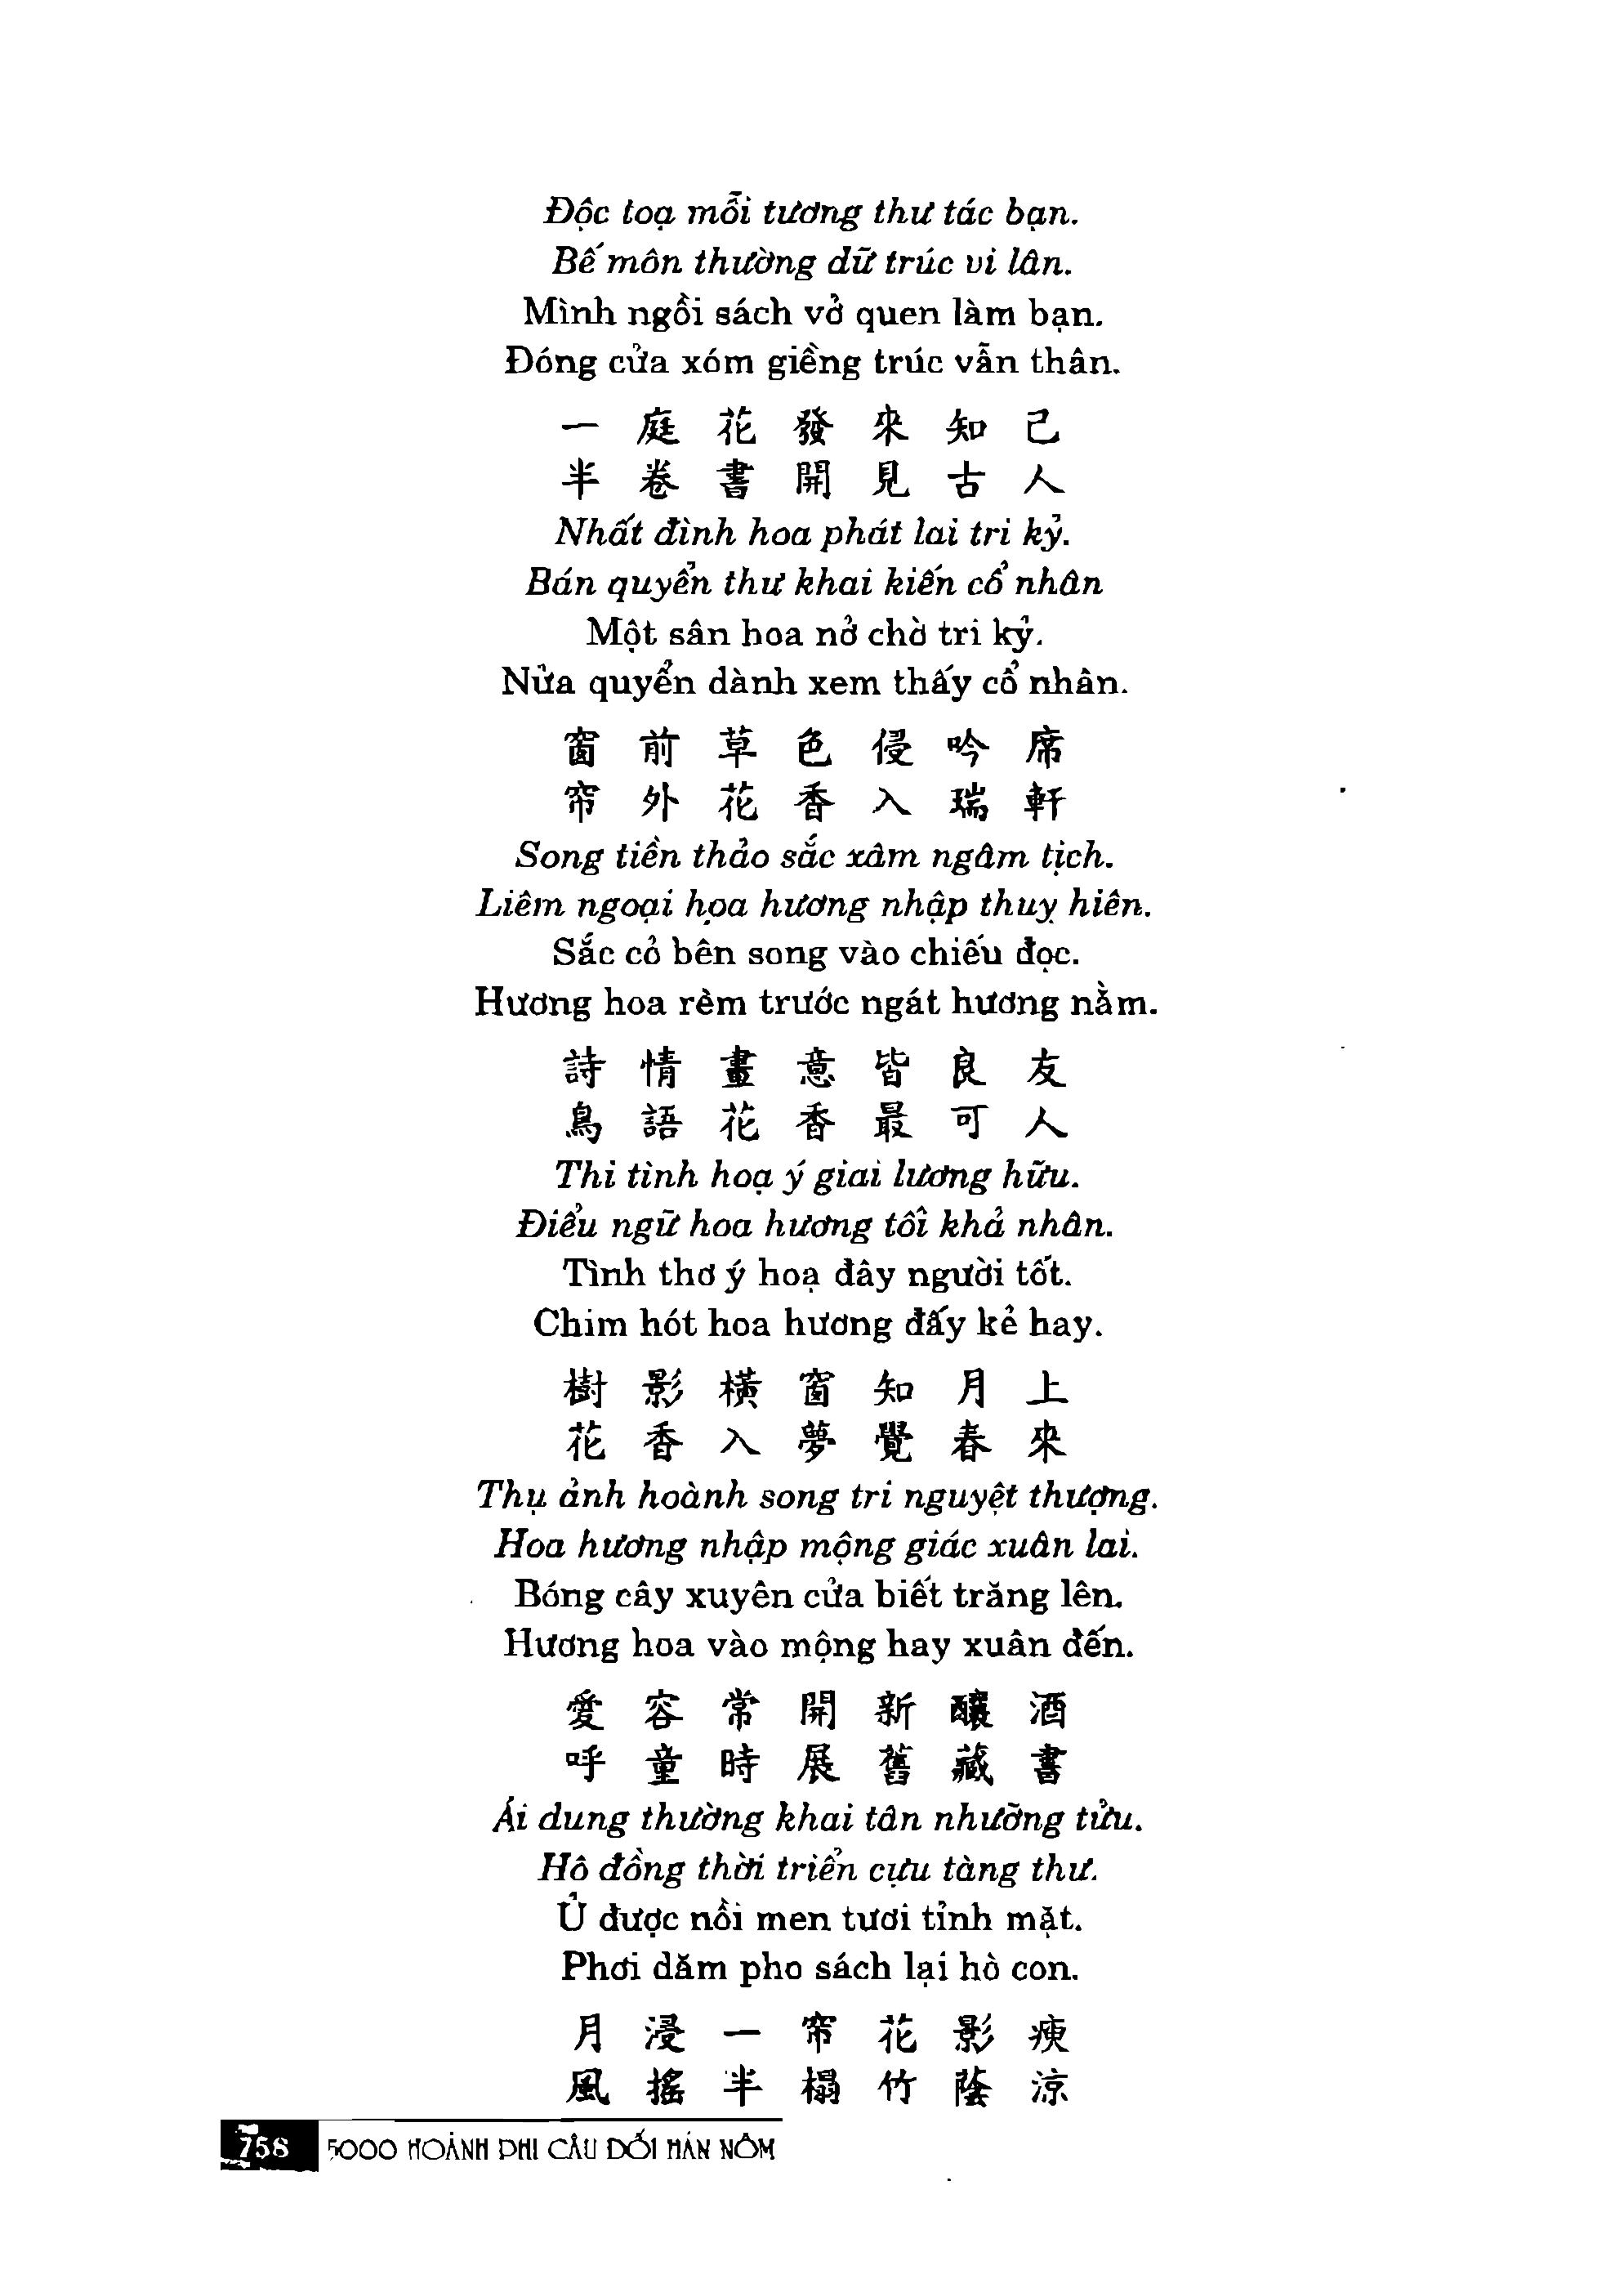 Độc toạ mỗi tương thư tác bạn.
Bế môn thường dữ trúc vi lân.
Mình ngồi sách vở quen làm bạn.
Đóng cửa xóm giềng trúc vẫn thân.
一庭花發來知己
半卷書開見古人
Nhất đình hoa phát lai tri kỷ.
Bán quyển thư khai kiến cổ nhân
Một sân hoa nở chờ tri kỷ.
Nửa quyển dành xem thấy cổ nhân.
窗前草色侵吟席
帘外花香入瑞軒
Song tiền thảo sắc xâm ngâm tịch.
Liêm ngoại họa hương nhập thuỵ hiên.
Sắc cỏ bên song vào chiếu đọc.
Hương hoa rèm trước ngát hương nằm.
詩情畫意皆良友
鳥語花香最可人
Thi tình hoạ ý giai lương hữu.
Điểu ngữ hoa hương tối khả nhân.
Tình thơ ý hoạ đây người tốt.
Chim hót hoa hương đấy kẻ hay.
樹影橫窗知月上
花香入夢覺春來
Thụ ảnh hoành song tri nguyệt thượng.
Hoa hương nhập mộng giác xuân lai.
Bóng cây xuyên cửa biết trăng lên.
Hương hoa vào mộng hay xuân đến.
愛容常開新釀酒
呼童時展舊藏書
Ái dung thường khai tân nhưỡng tửu.
Hô đồng thời triển cựu tàng thư.
Ủ được nồi men tươi tỉnh mặt.
Phơi dăm pho sách lại hò con.
月浸一帘花影瘐
風搖半榻竹蔭涼
758 5000 HOÀNH PHI CÂU ĐỐI HÁN NÔM